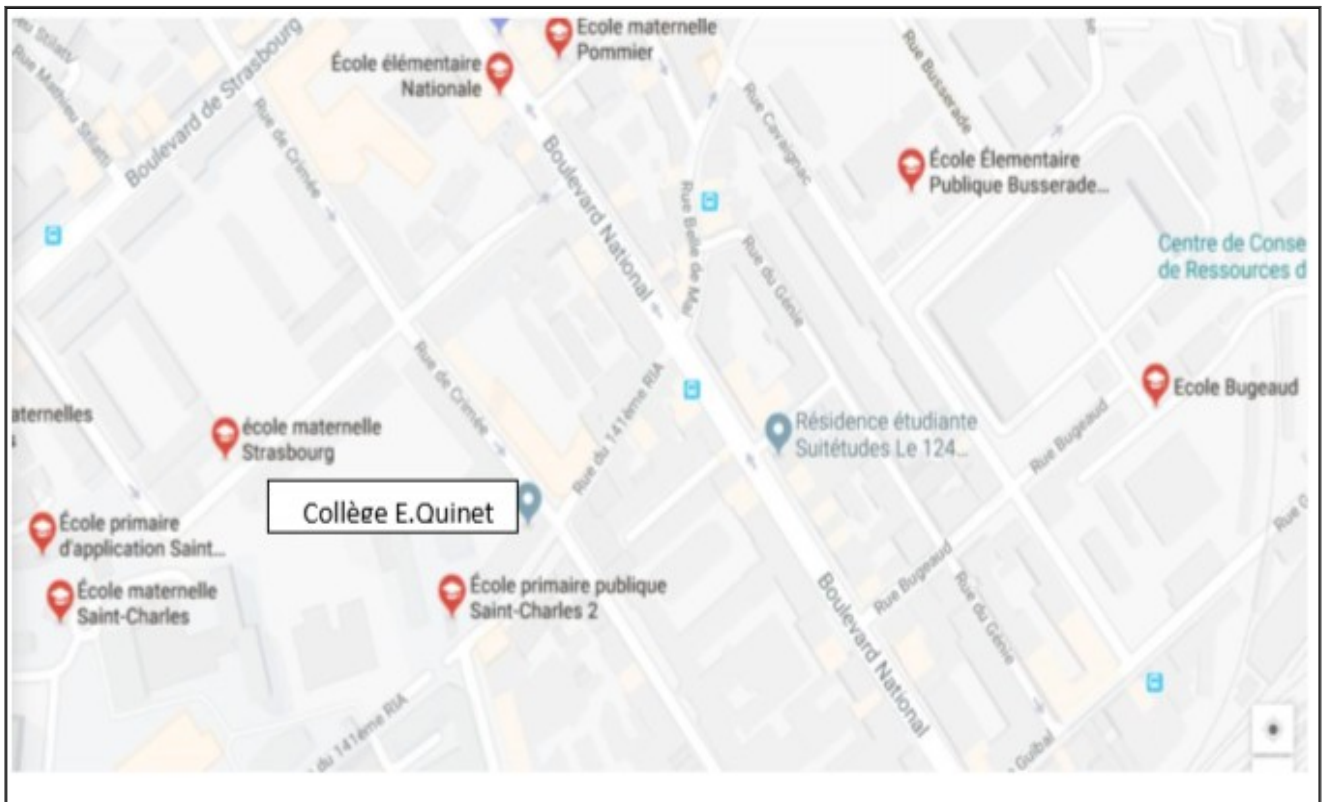 Ecole maternelle
Pommier
École élémentaire
Nationale
Rue Mathieu Stilatti
Boulevard de Strasbourg
Rue de Crimée
Boulevard National
Rue Belle de Mai
Rue Cavaignac
Rue Busserade
École Élementaire
Publique Busserade...
Centre de Conse
de Ressources d
Rue du Génie
Rue de Crimée
Rue du 141ème RIA
aternelles
s
école maternelle
Strasbourg
Résidence étudiante
Suitétudes Le 124...
Ecole Bugeaud
Rue Bugeaud
Collège E.Quinet
École primaire
d'application Saint...
École maternelle
Saint-Charles
École primaire publique
Saint-Charles 2
Rue Bugeaud
Rue du Génie
Boulevard National
du 141ème RIA
Guibal
Rue G